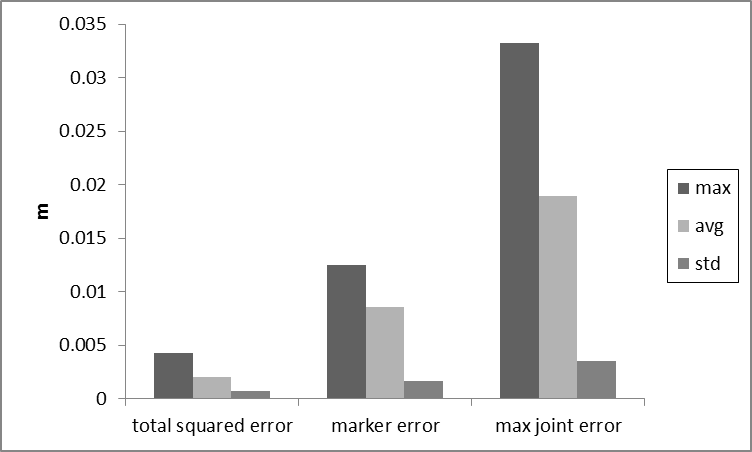 0.035
0.03
0.025
0.02
0.015
0.01
0.005
0
m
total squared error
marker error
max joint error
max
avg
std